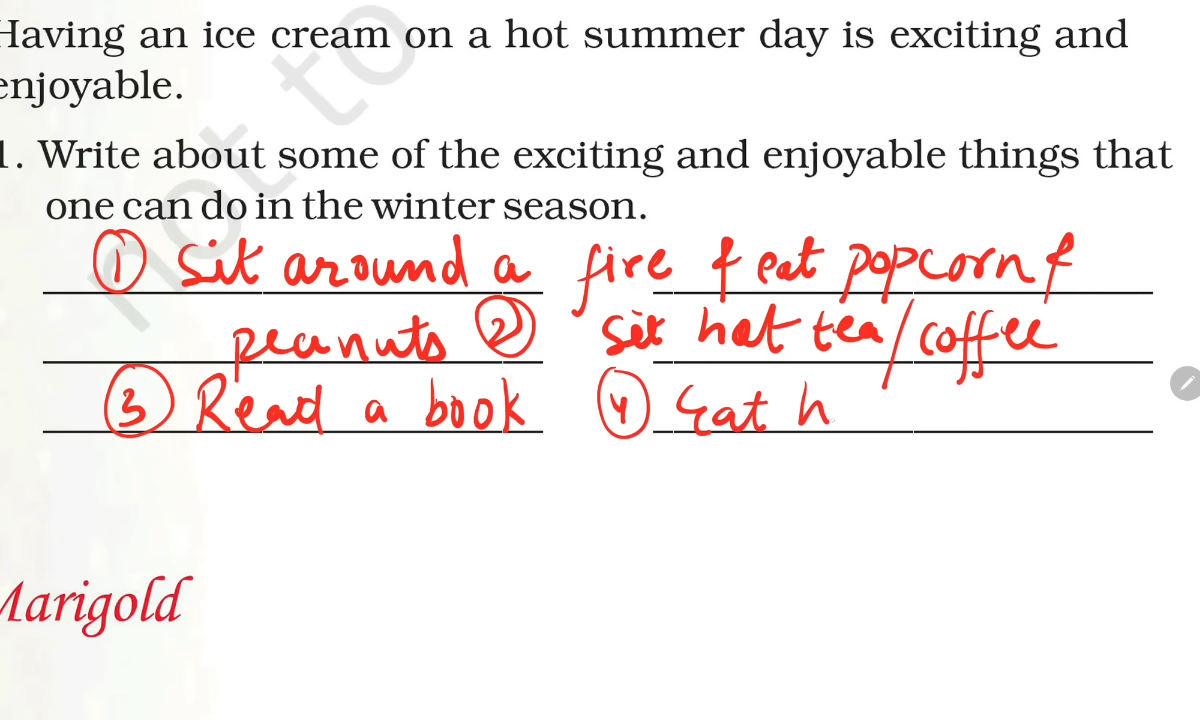 Having an ice cream on a hot summer day is exciting and
enjoyable.
1. Write about some of the exciting and enjoyable things that
one can do in the winter season.
① Sit around a fire & eat popcorn &
peanuts ② hot tea/coffee
③ Read a book ④ Eat h
not to
Marigold